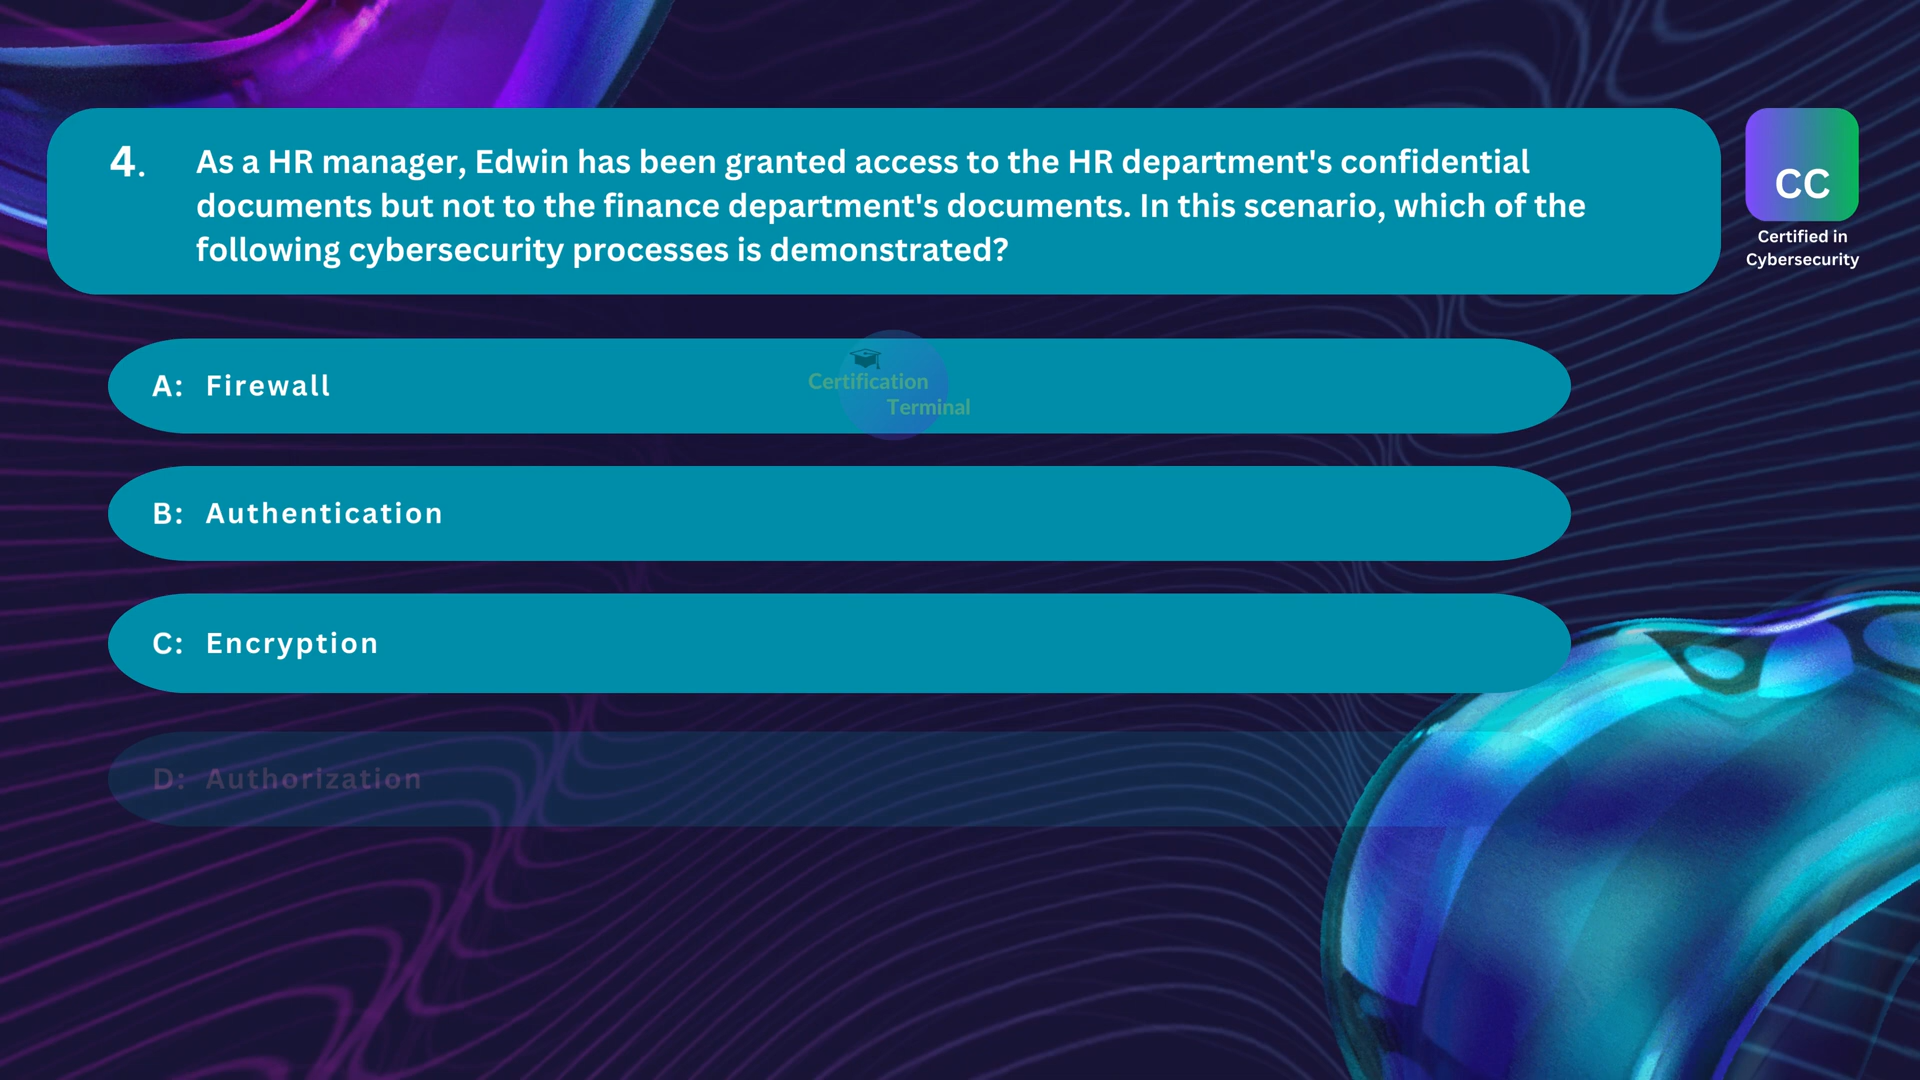 4. As a HR manager, Edwin has been granted access to the HR department's confidential
documents but not to the finance department's documents. In this scenario, which of the
following cybersecurity processes is demonstrated?
CC
Certified in
Cybersecurity
A: Firewall
Certification
Terminal
B: Authentication
C: Encryption
D: Authorization